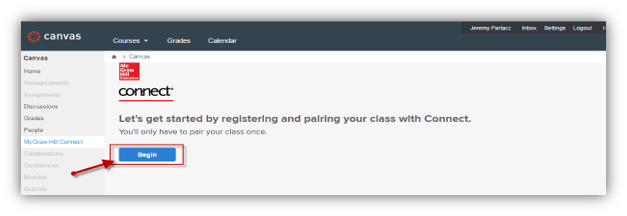 Jeremy Partacz Inbox Settings Logout
canvas
Courses Grades Calendar
Canvas
> Canvas
Home
Announcements
Assignments
Discussions
Grades
People
McGraw-Hill Connect
Collaborations
Conferences
Modules
Quizzes
Mc
Graw
Hill
Education
connect
Let's get started by registering and pairing your class with Connect.
You'll only have to pair your class once.
Begin